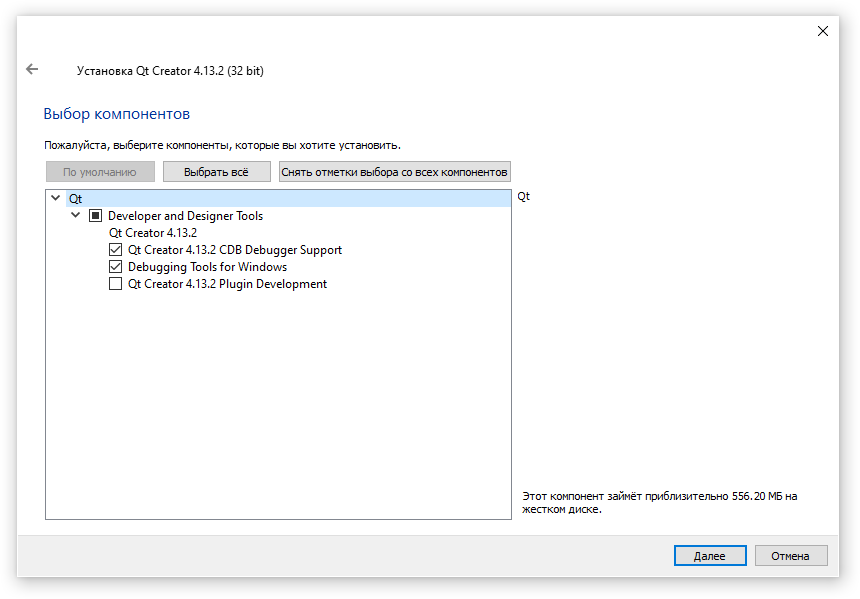 Установка Qt Creator 4.13.2 (32 bit)
Выбор компонентов
Пожалуйста, выберите компоненты, которые вы хотите установить.
По умолчанию
Выбрать всё
Снять отметки выбора со всех компонентов
Qt
Qt
Developer and Designer Tools
Qt Creator 4.13.2
Qt Creator 4.13.2 CDB Debugger Support
Debugging Tools for Windows
Qt Creator 4.13.2 Plugin Development
Этот компонент займёт приблизительно 556.20 МБ на
жестком диске.
Далее
Отмена